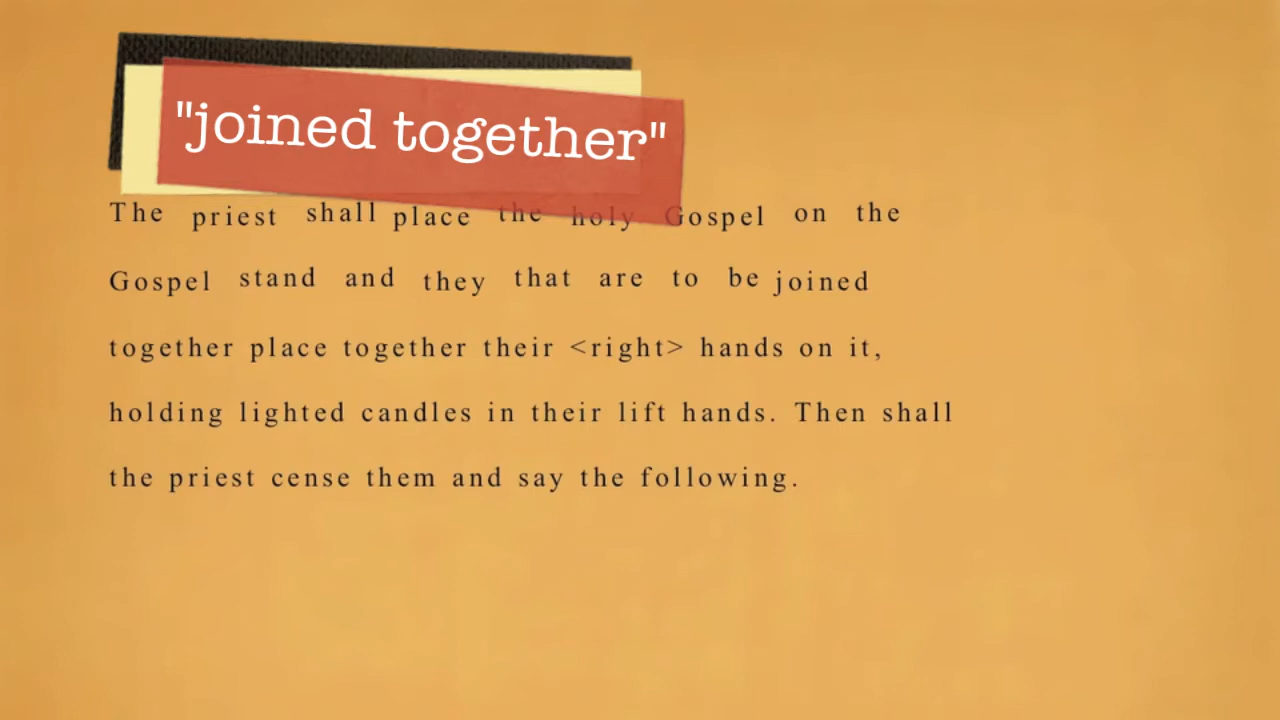 "joined together"
The priest shall place the holy Gospel on the
Gospel stand and they that are to be joined
together place together their <right> hands on it,
holding lighted candles in their lift hands. Then shall
the priest cense them and say the following.